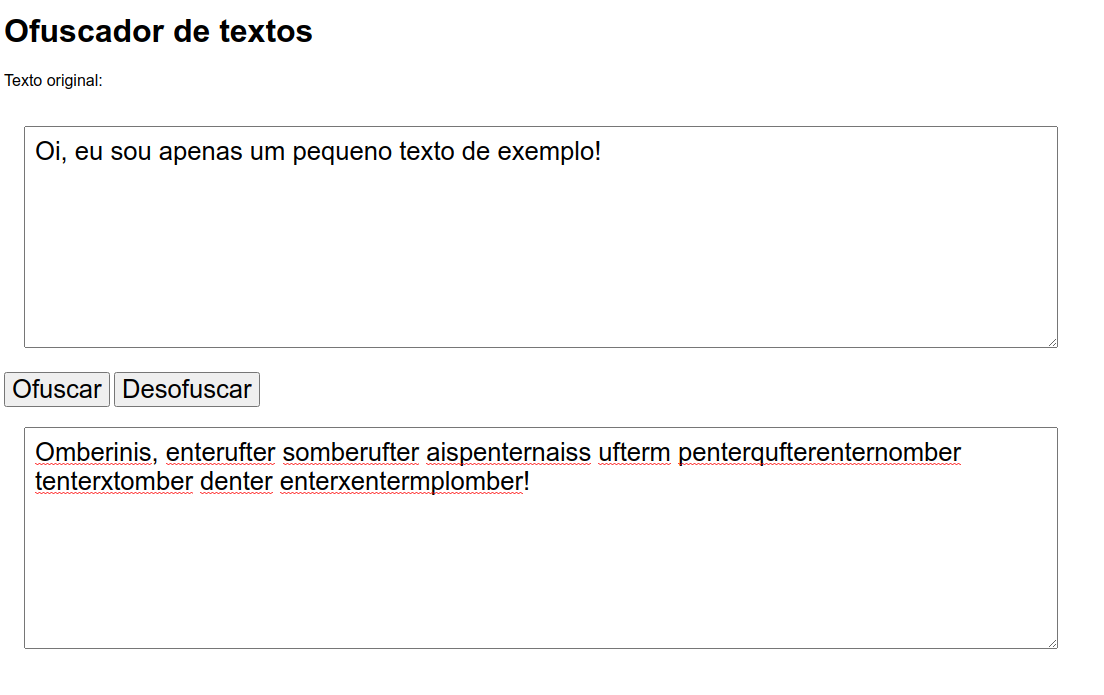 Ofuscador de textos
Texto original:
Oi, eu sou apenas um pequeno texto de exemplo!
Ofuscar Desofuscar
Omberinis, enterufter somberufter aispenternaiss ufterm penterqufterenternomber
tenterxtomber denter enterxentermplomber!